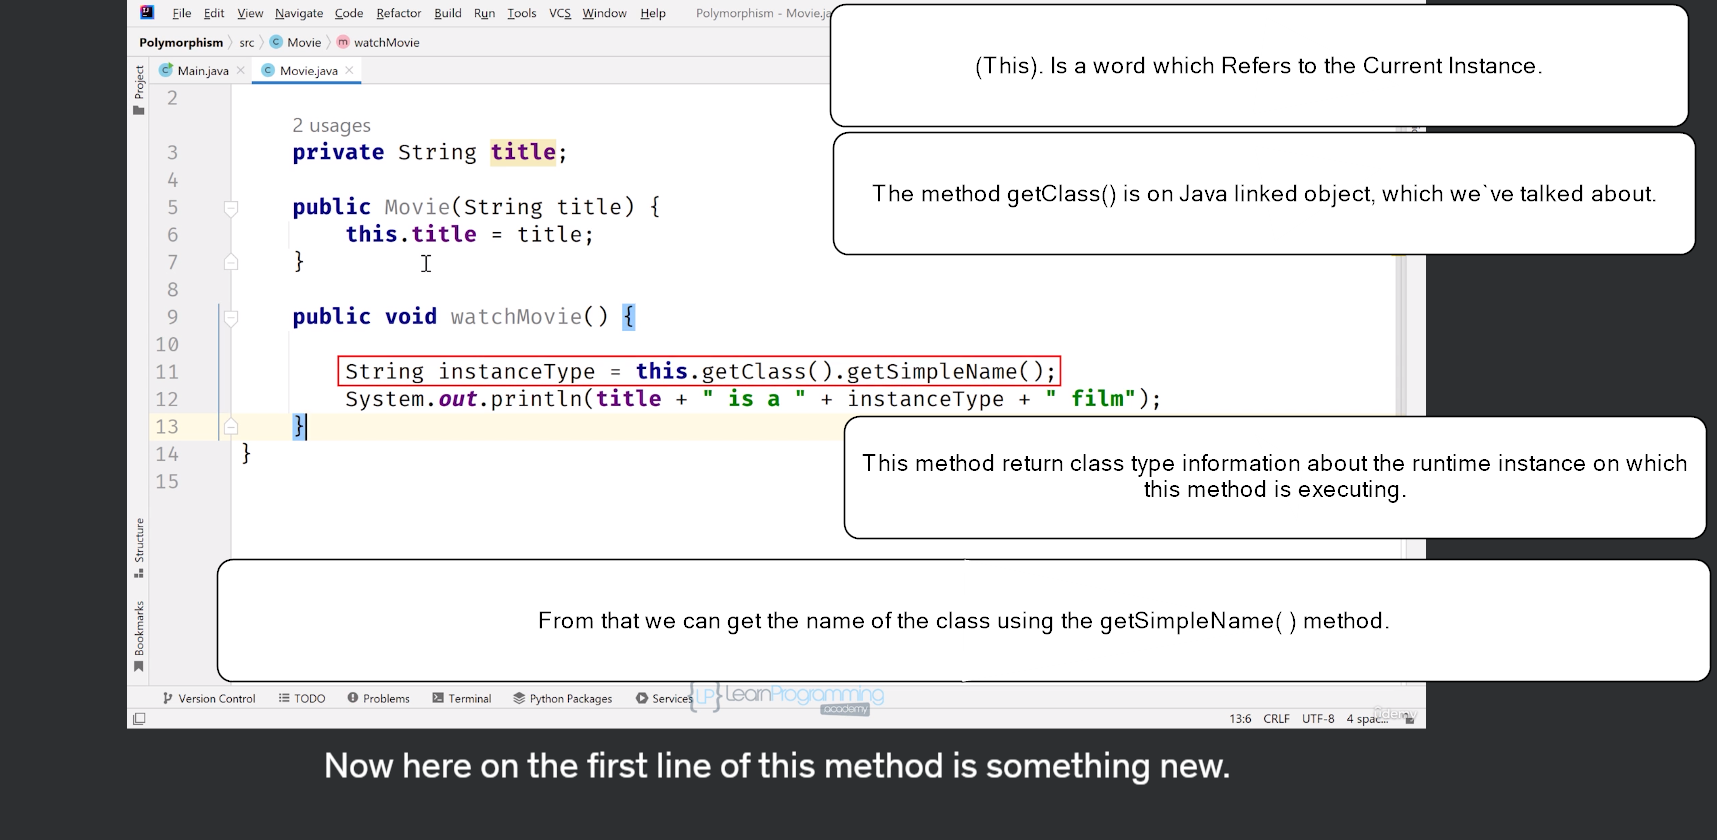 File Edit View Navigate Code Refactor Build Run Tools VCS Window Help Polymorphism - Movie.ja
(This). Is a word which Refers to the Current Instance.
Polymorphism src Movie watchMovie
Main.java Movie.java
Project
The method getClass() is on Java linked object, which we`ve talked about.
2
2 usages
3 private String title;
4
5 public Movie(String title) {
6 this.title = title;
7 }
8
9 public void watchMovie() {
10
11 String instanceType = this.getClass().getSimpleName();
12 System.out.println(title + " is a " + instanceType + " film");
13 }
14 }
15
This method return class type information about the runtime instance on which
this method is executing.
Structure
Bookmarks
From that we can get the name of the class using the getSimpleName( ) method.
Version Control TODO Problems Terminal Python Packages Services
{LP} LearnProgramming
academy
13:6 CRLF UTF-8 4 spac...
Udemy
Now here on the first line of this method is something new.